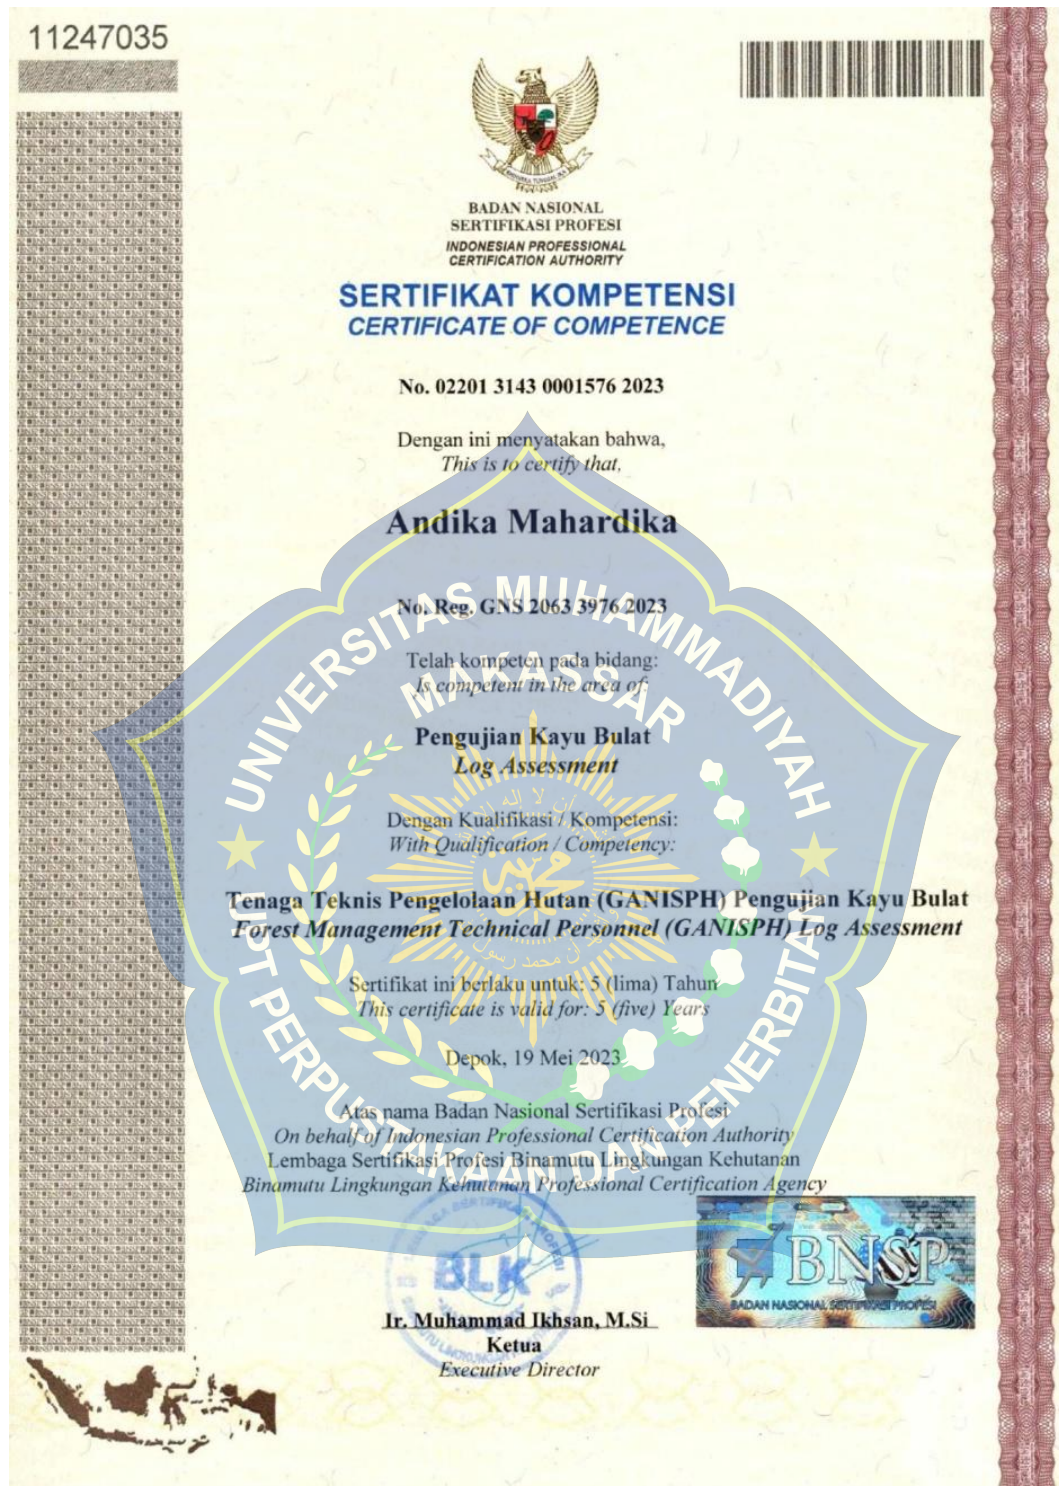 11247035
BADAN NASIONAL
SERTIFIKASI PROFESI
INDONESIAN PROFESSIONAL
CERTIFICATION AUTHORITY
SERTIFIKAT KOMPETENSI
CERTIFICATE OF COMPETENCE
No. 02201 3143 0001576 2023
Dengan ini menyatakan bahwa,
This is to certify that,
Andika Mahardika
No. Reg. GNS 2063 3976 2023
Telah kompeten pada bidang:
Is competent in the area of:
Pengujian Kayu Bulat
Log Assessment
Dengan Kualifikasi / Kompetensi:
With Qualification / Competency:
Tenaga Teknis Pengelolaan Hutan (GANISPH) Pengujian Kayu Bulat
Forest Management Technical Personnel (GANISPH) Log Assessment
Sertifikat ini berlaku untuk: 5 (lima) Tahun
This certificate is valid for: 5 (five) Years
Depok, 19 Mei 2023
Atas nama Badan Nasional Sertifikasi Profesi
On behalf of Indonesian Professional Certification Authority
Lembaga Sertifikasi Profesi Binamutu Lingkungan Kehutanan
Binamutu Lingkungan Kehutanan Professional Certification Agency
BLK
Ir. Muhammad Ikhsan, M.Si
Ketua
Executive Director
BNSP
BADAN NASIONAL SERTIFIKASI PROFESI
UNIVERSITAS MUHAMMADIYAH
MAKASSAR
UPT PERPUSTAKAAN DAN PENERBITAN